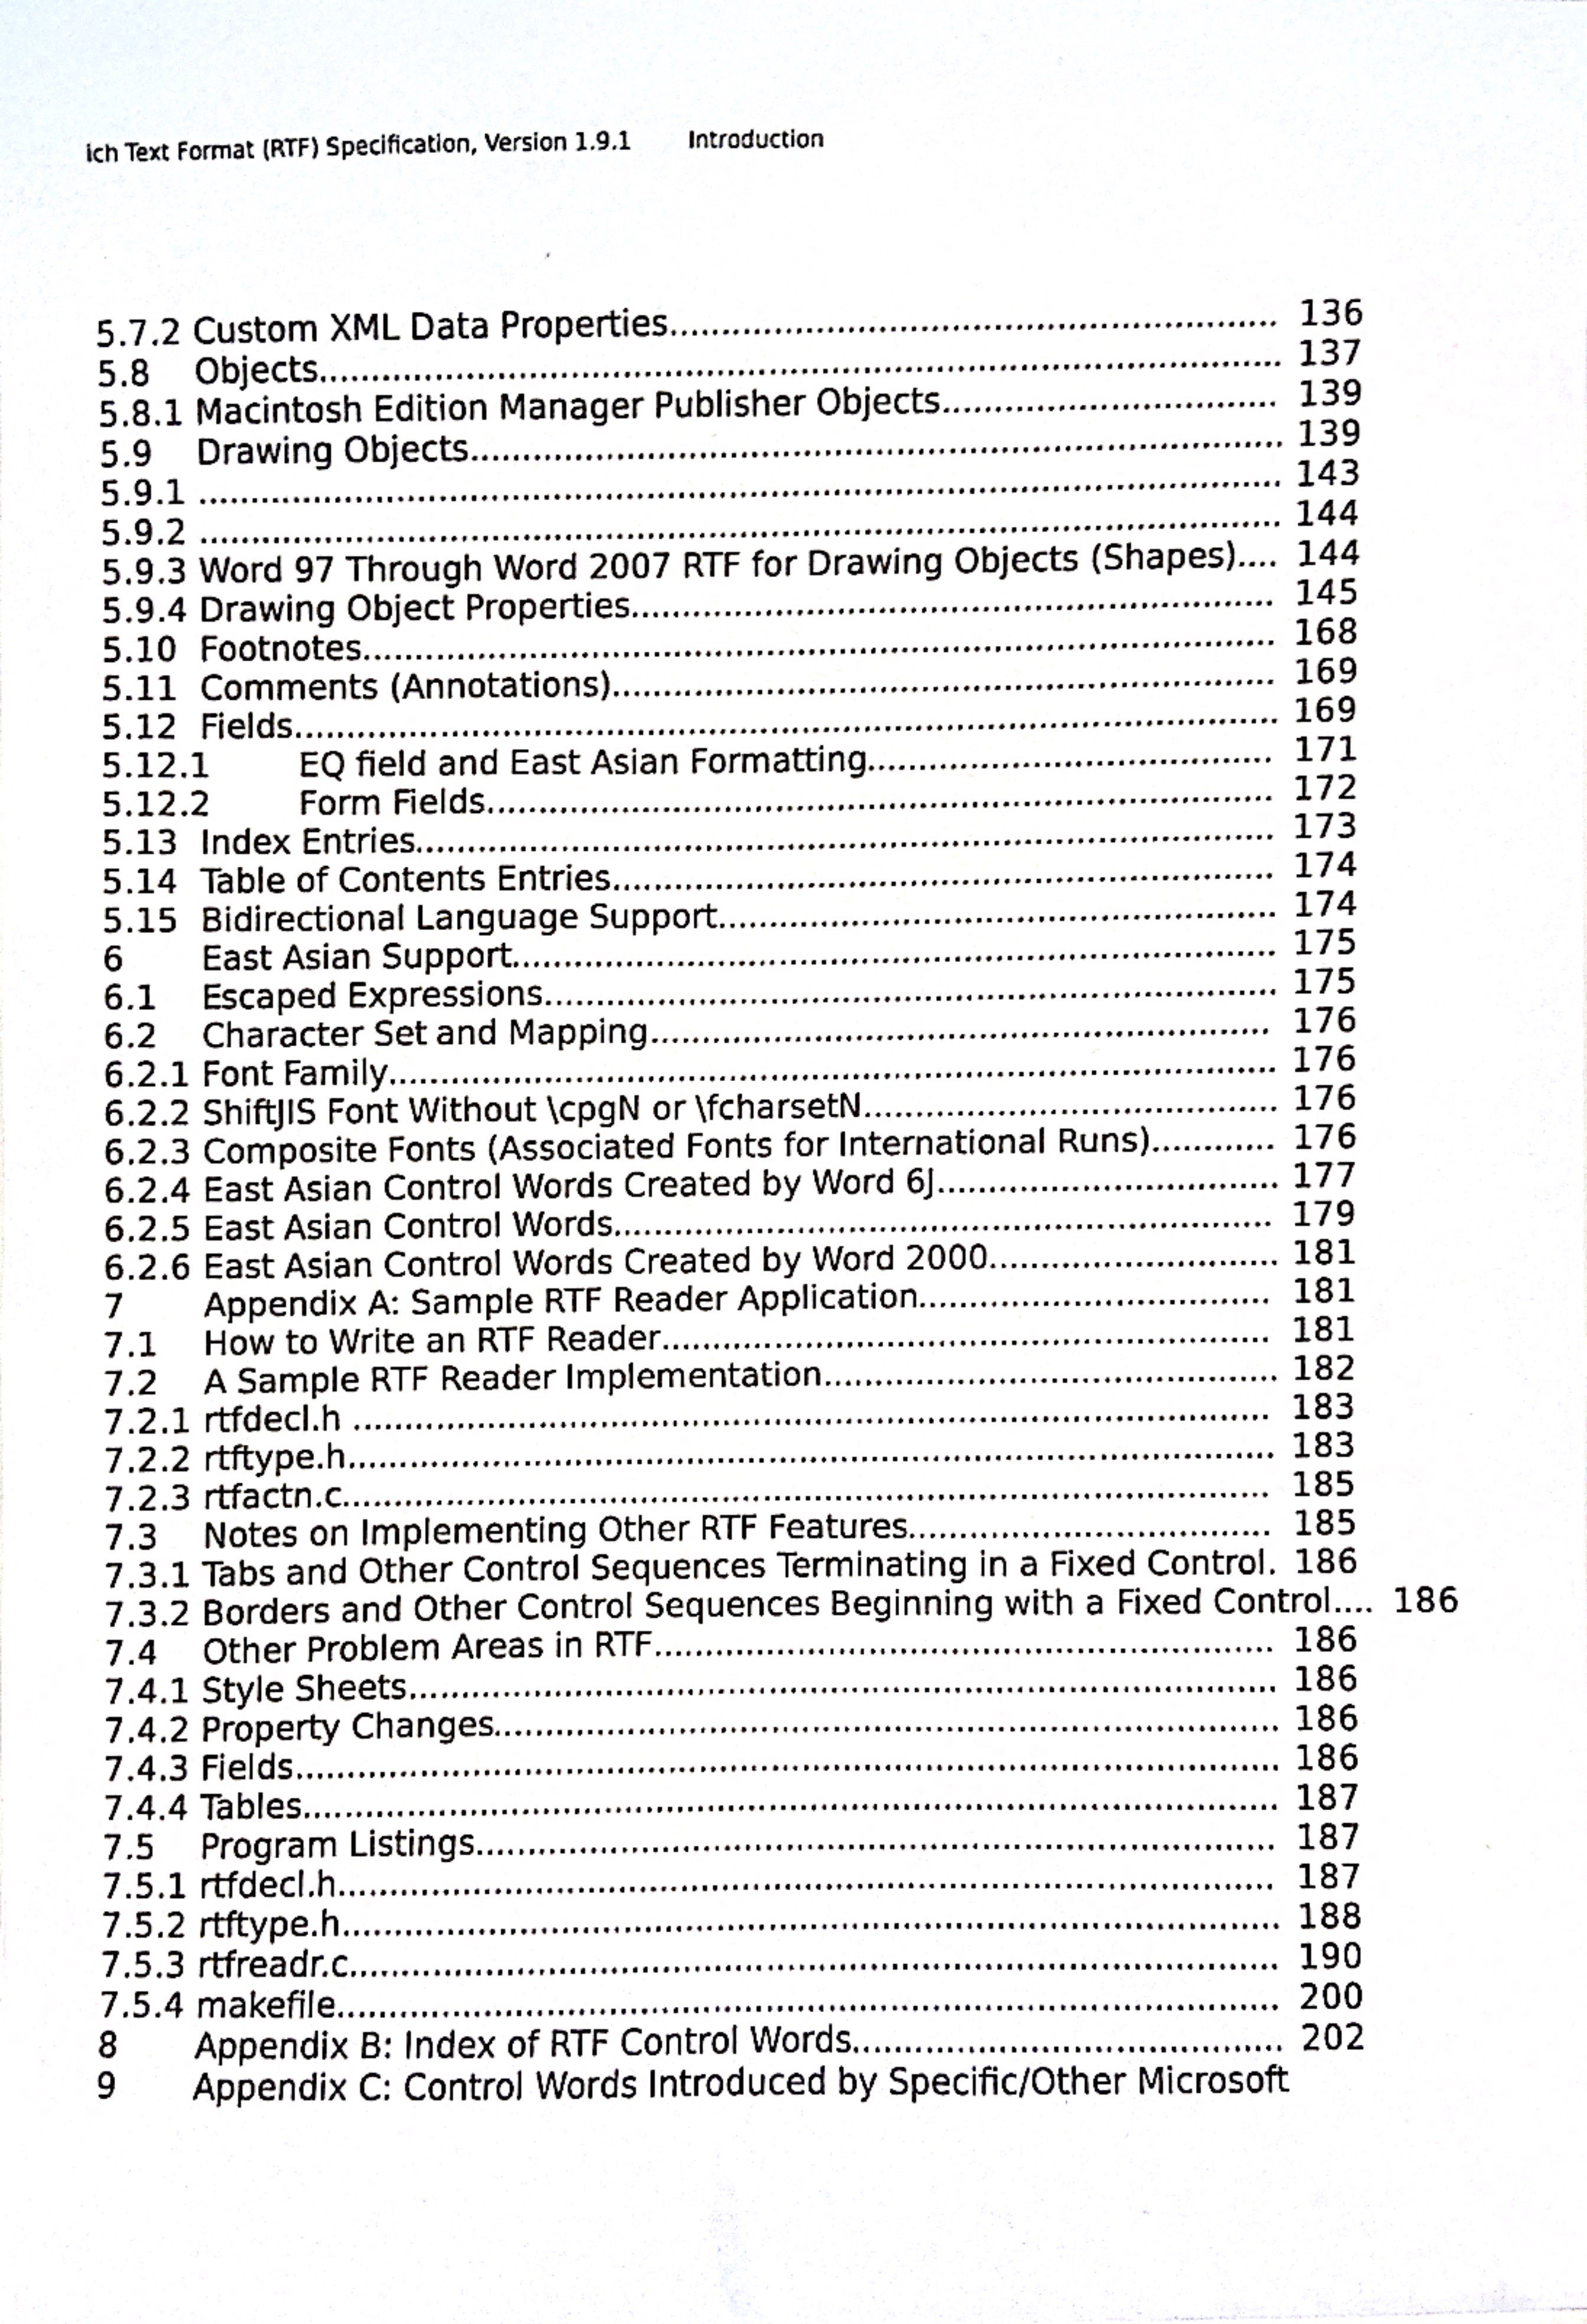 ich Text Format (RTF) Specification, Version 1.9.1 Introduction
5.7.2 Custom XML Data Properties 136
5.8 Objects 137
5.8.1 Macintosh Edition Manager Publisher Objects 139
5.9 Drawing Objects 139
5.9.1 143
5.9.2 144
5.9.3 Word 97 Through Word 2007 RTF for Drawing Objects (Shapes) 144
5.9.4 Drawing Object Properties 145
5.10 Footnotes 168
5.11 Comments (Annotations) 169
5.12 Fields 169
5.12.1 EQ field and East Asian Formatting 171
5.12.2 Form Fields 172
5.13 Index Entries 173
5.14 Table of Contents Entries 174
5.15 Bidirectional Language Support 174
6 East Asian Support 175
6.1 Escaped Expressions 175
6.2 Character Set and Mapping 176
6.2.1 Font Family 176
6.2.2 ShiftJIS Font Without \cpgN or \fcharsetN 176
6.2.3 Composite Fonts (Associated Fonts for International Runs) 176
6.2.4 East Asian Control Words Created by Word 6J 177
6.2.5 East Asian Control Words 179
6.2.6 East Asian Control Words Created by Word 2000 181
7 Appendix A: Sample RTF Reader Application 181
7.1 How to Write an RTF Reader 181
7.2 A Sample RTF Reader Implementation 182
7.2.1 rtfdecl.h 183
7.2.2 rtftype.h 183
7.2.3 rtfactn.c 185
7.3 Notes on Implementing Other RTF Features 185
7.3.1 Tabs and Other Control Sequences Terminating in a Fixed Control. 186
7.3.2 Borders and Other Control Sequences Beginning with a Fixed Control 186
7.4 Other Problem Areas in RTF 186
7.4.1 Style Sheets 186
7.4.2 Property Changes 186
7.4.3 Fields 186
7.4.4 Tables 187
7.5 Program Listings 187
7.5.1 rtfdecl.h 187
7.5.2 rtftype.h 188
7.5.3 rtfreadr.c 190
7.5.4 makefile 200
8 Appendix B: Index of RTF Control Words 202
9 Appendix C: Control Words Introduced by Specific/Other Microsoft